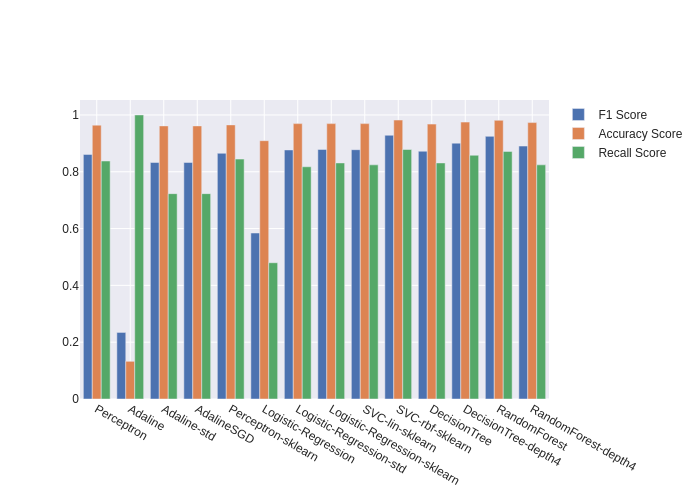 1
0.8
0.6
0.4
0.2
0
F1 Score
Accuracy Score
Recall Score
Perceptron
Adaline
Adaline-std
AdalineSGD
Perceptron-sklearn
Logistic-Regression
Logistic-Regression-std
Logistic-Regression-sklearn
SVC-lin-sklearn
SVC-rbf-sklearn
DecisionTree
DecisionTree-depth4
RandomForest
RandomForest-depth4